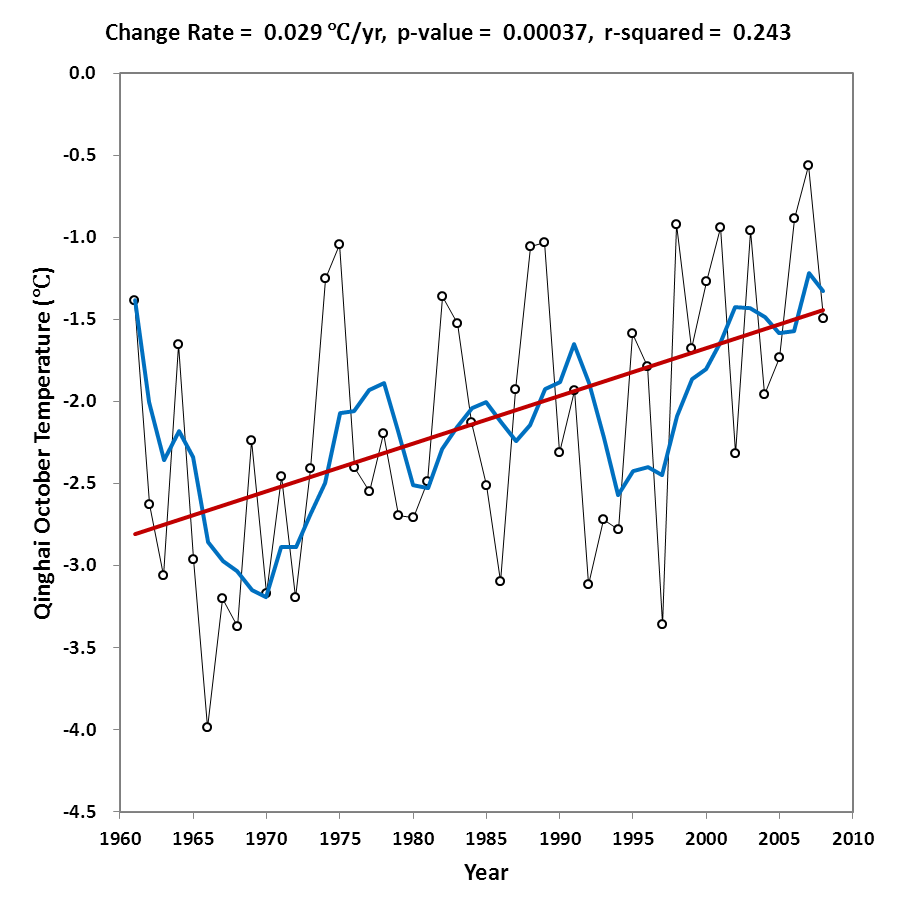 Change Rate = 0.029 ℃/yr, p-value = 0.00037, r-squared = 0.243
Qinghai October Temperature (℃)
0.0
-0.5
-1.0
-1.5
-2.0
-2.5
-3.0
-3.5
-4.0
-4.5
1960 1965 1970 1975 1980 1985 1990 1995 2000 2005 2010
Year